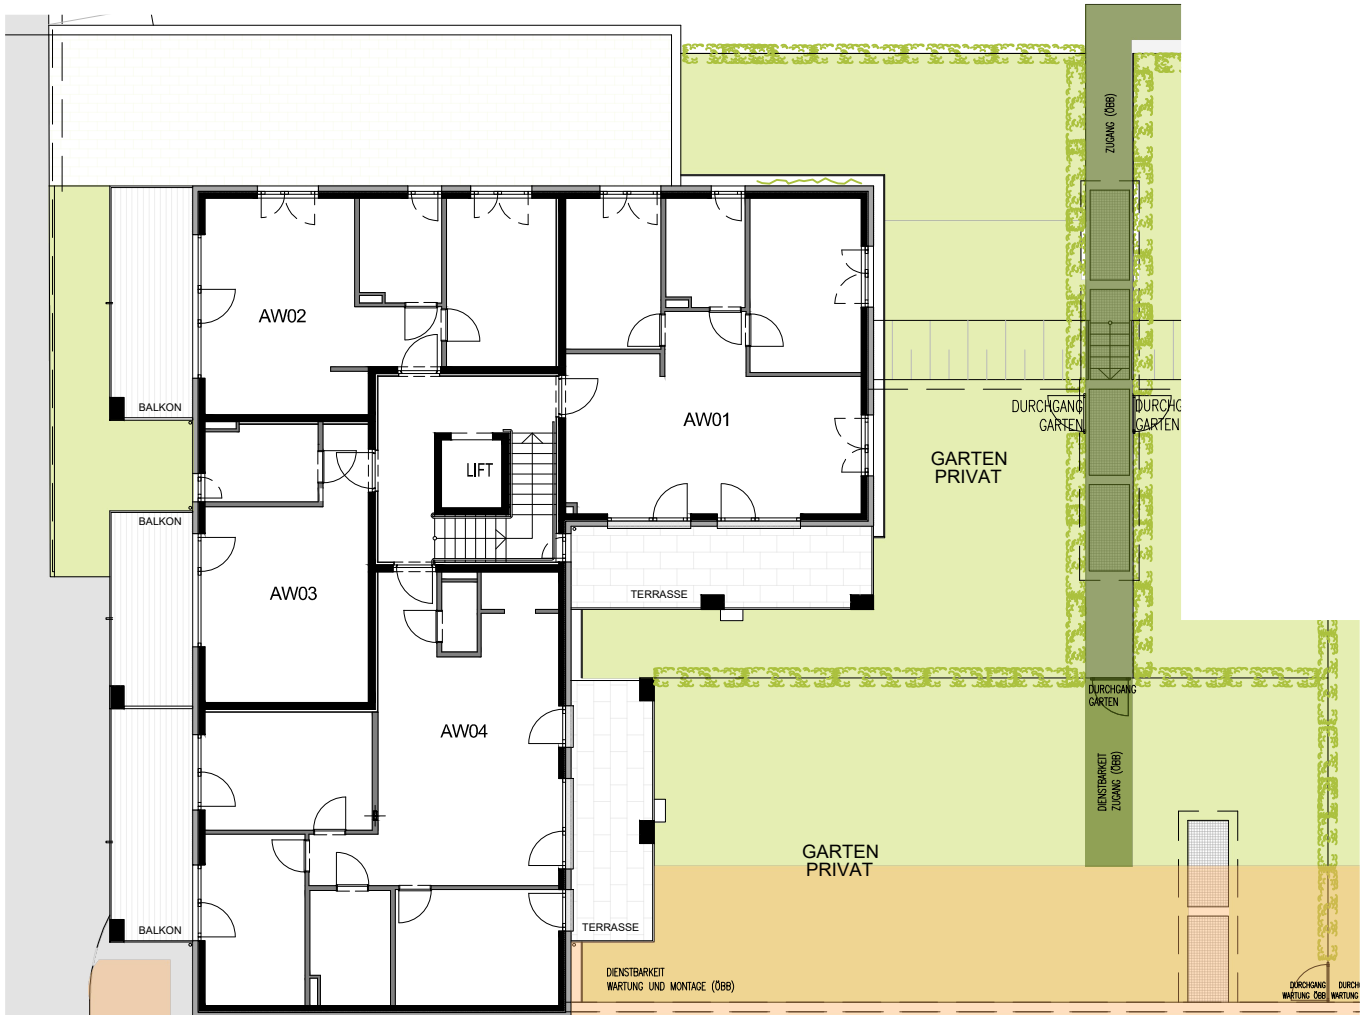 ZUGANG (ÖBB)
AW02
BALKON
AW01
DURCHGANG
GARTEN
GARTEN
GARTEN
PRIVAT
LIFT
BALKON
AW03
TERRASSE
DURCHGANG
GARTEN
AW04
DIENSTBARKEIT
ZUGANG (ÖBB)
GARTEN
PRIVAT
BALKON
TERRASSE
DIENSTBARKEIT
WARTUNG UND MONTAGE (ÖBB)
DURCHGANG
WARTUNG ÖBB
WARTUNG